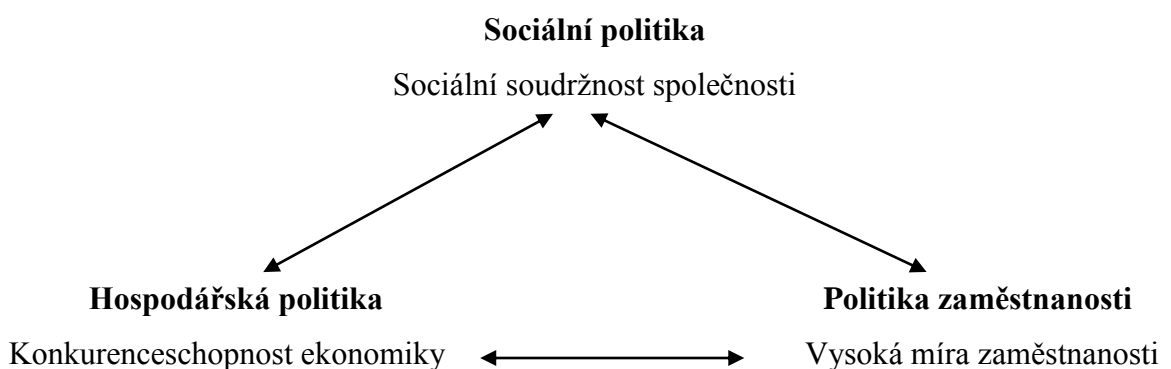 Sociální politika
Sociální soudržnost společnosti
Hospodářská politika
Politika zaměstnanosti
Konkurenceschopnost ekonomiky
Vysoká míra zaměstnanosti